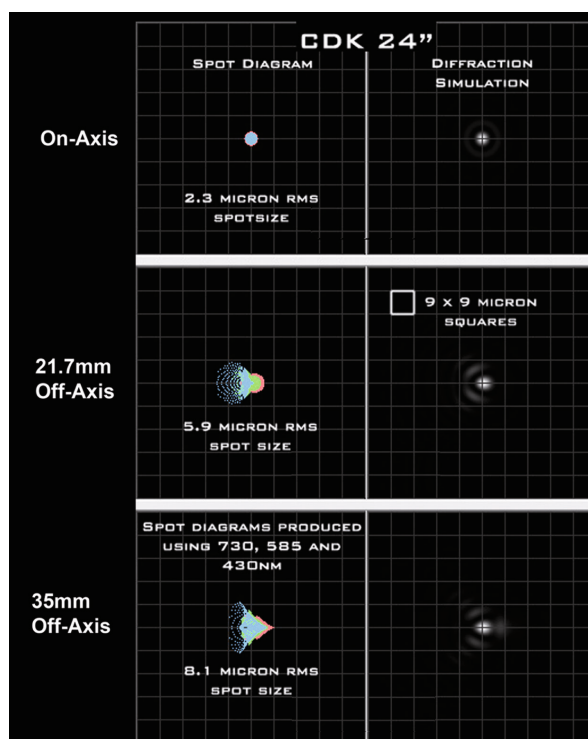 CDK 24”
SPOT DIAGRAM
DIFFRACTION
SIMULATION
On-Axis
2.3 MICRON RMS
SPOTSIZE
9 X 9 MICRON
SQUARES
21.7mm
Off-Axis
5.9 MICRON RMS
SPOT SIZE
SPOT DIAGRAMS PRODUCED
USING 730, 585 AND
430NM
35mm
Off-Axis
8.1 MICRON RMS
SPOT SIZE